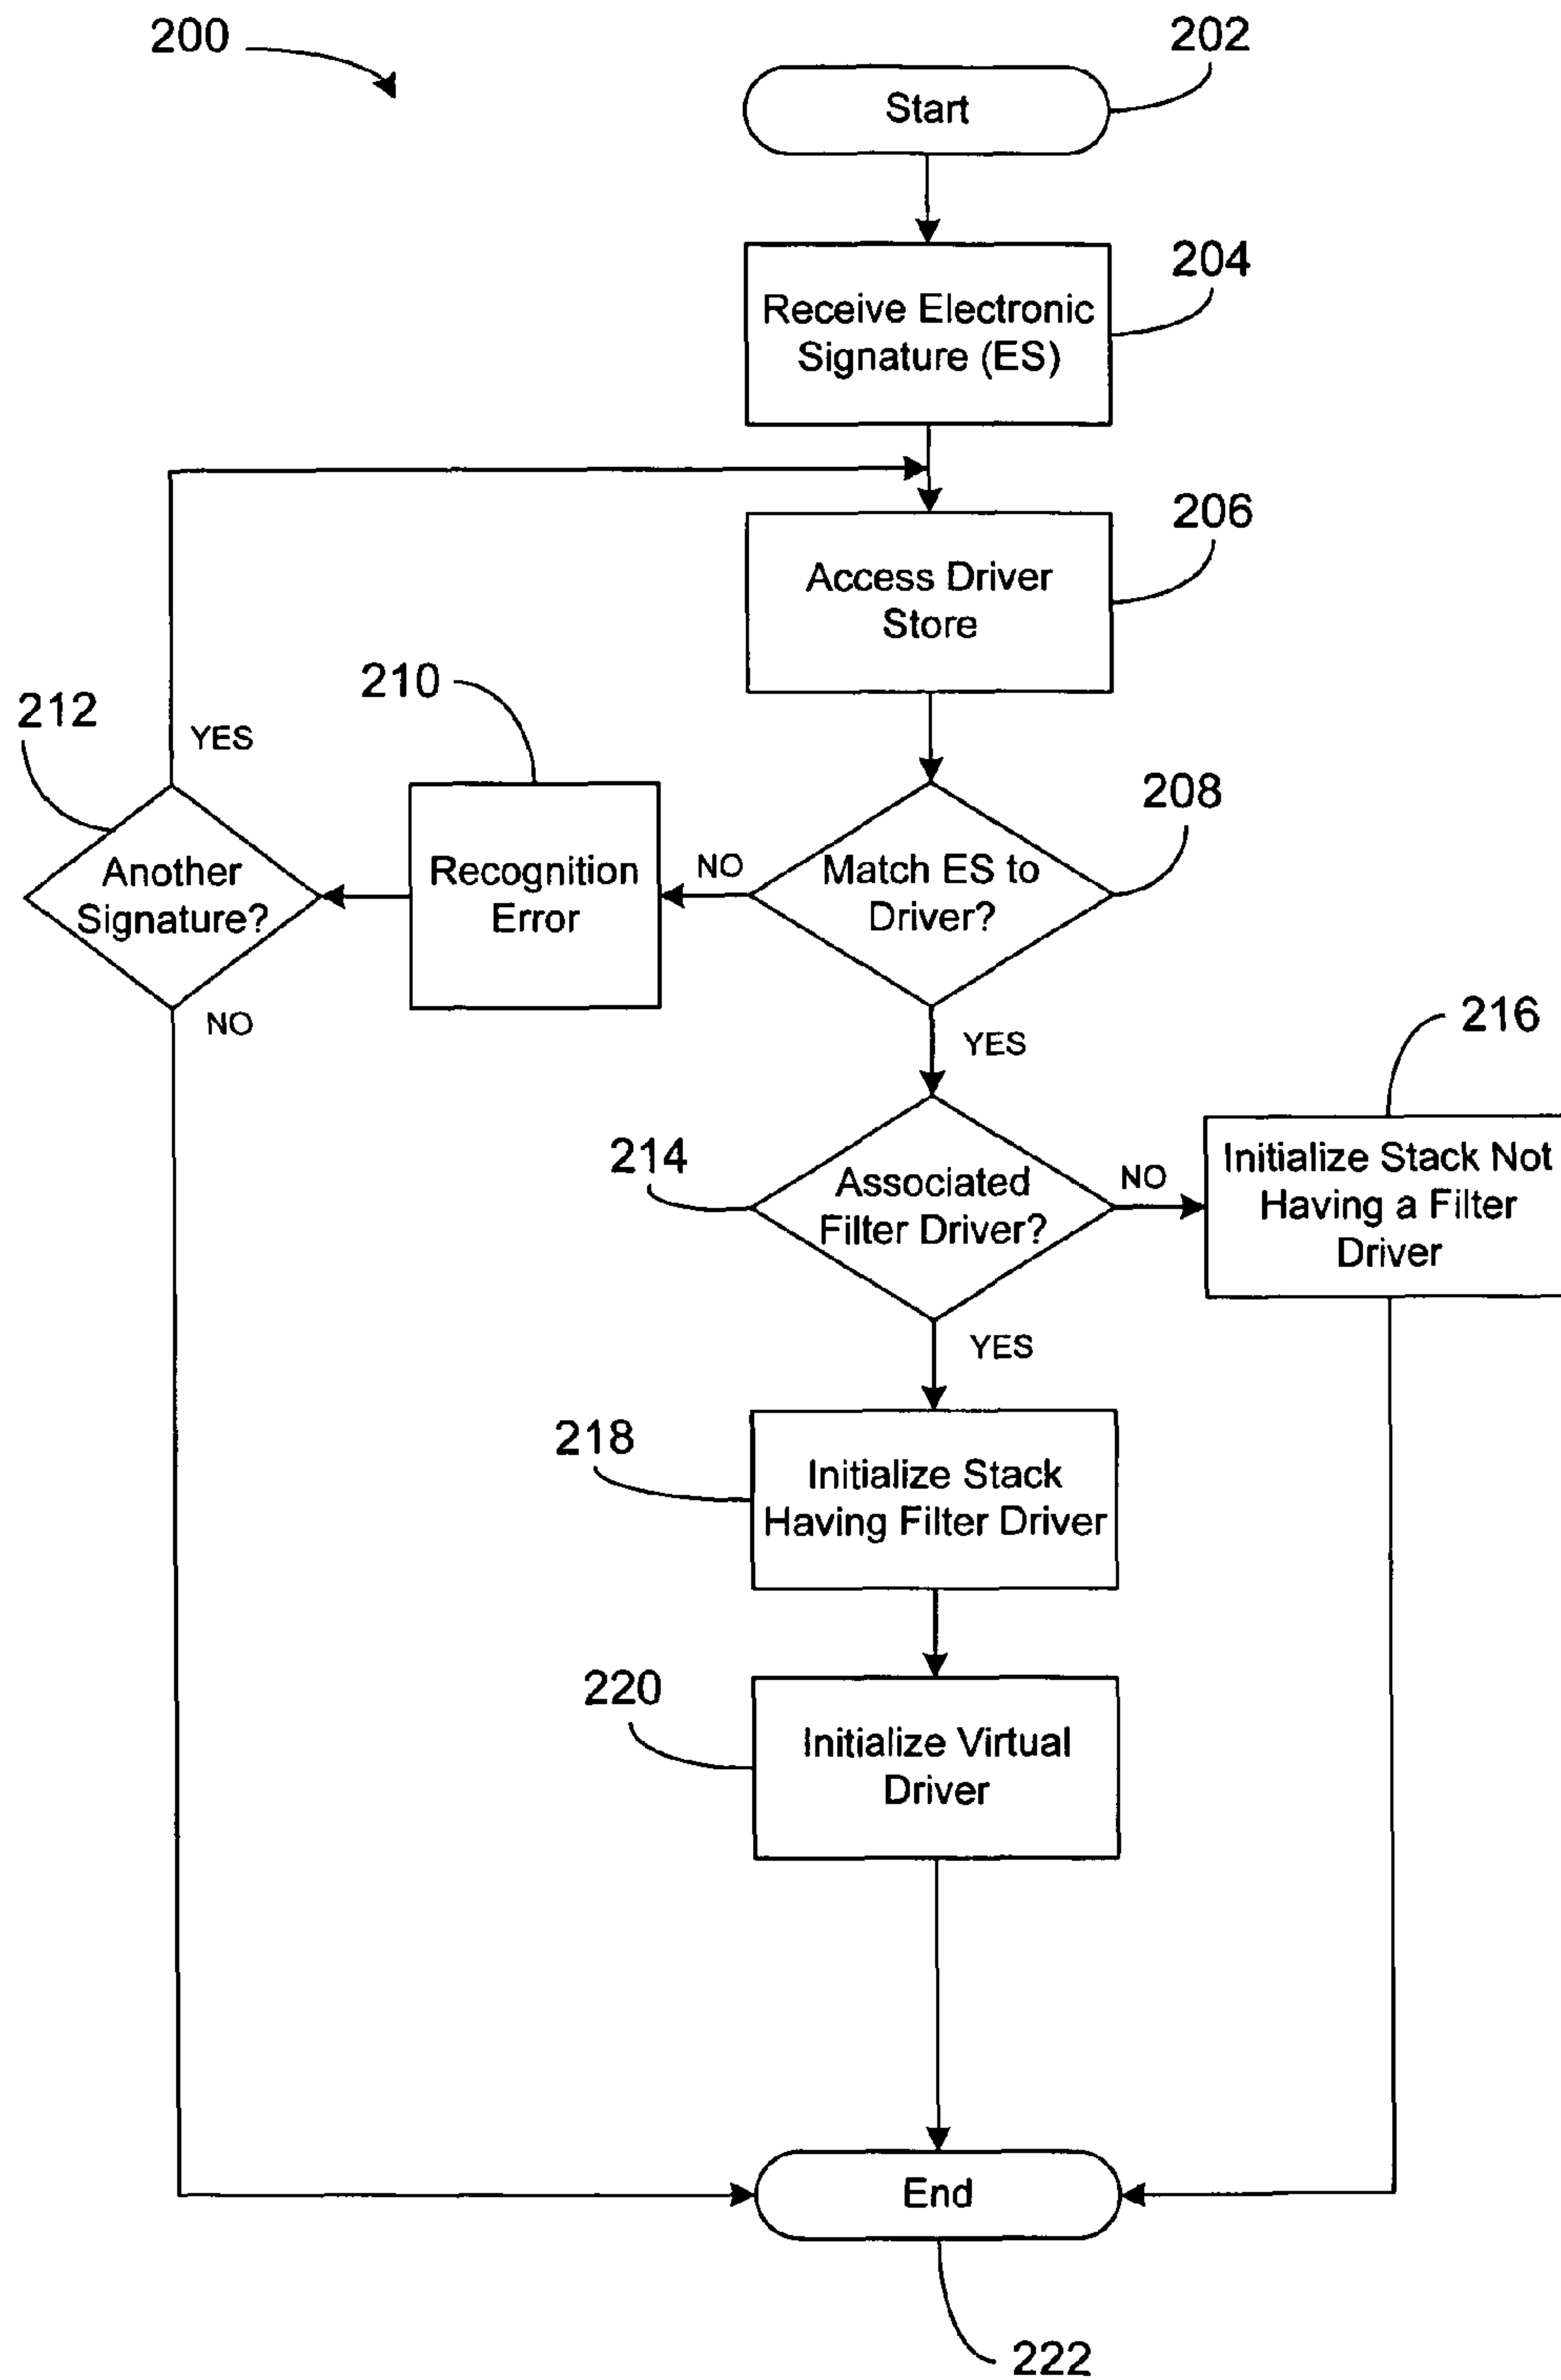 200
202
Start
204
Receive Electronic
Signature (ES)
206
Access Driver
Store
212
YES
210
208
Another
Signature?
Recognition
Error
NO
Match ES to
Driver?
NO
YES
216
214
Associated
Filter Driver?
NO
Initialize Stack Not
Having a Filter
Driver
YES
218
Initialize Stack
Having Filter Driver
220
Initialize Virtual
Driver
End
222